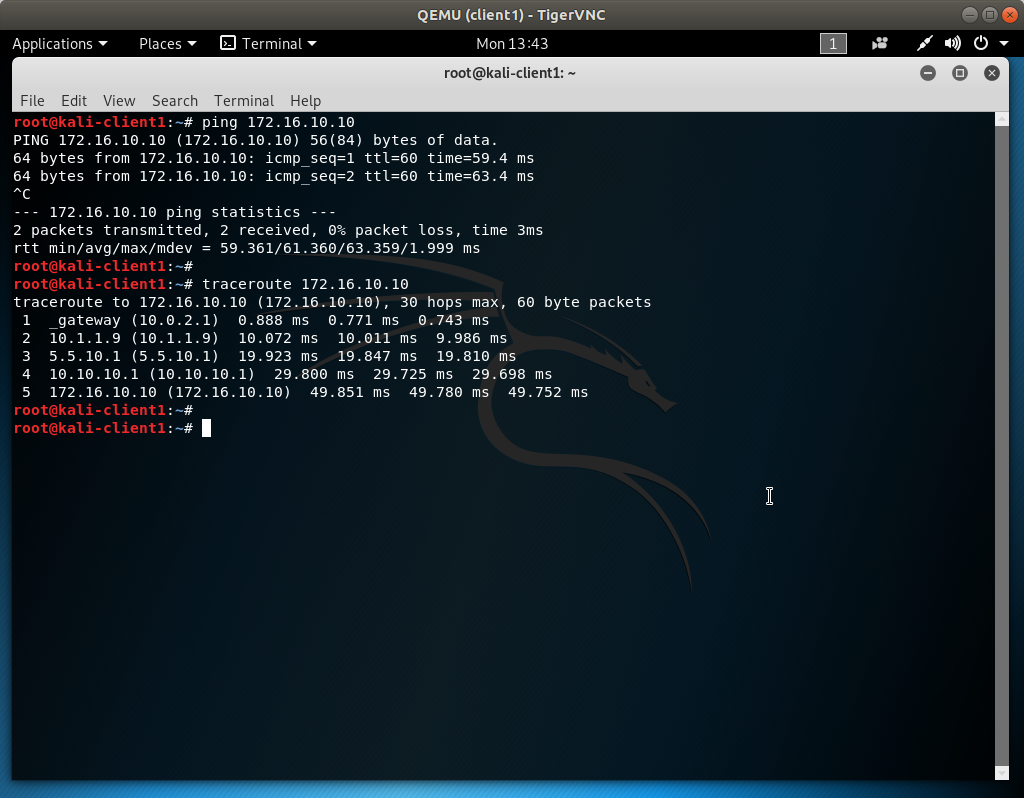 QEMU (client1) - TigerVNC
Applications Places Terminal Mon 13:43 1
root@kali-client1: ~
File Edit View Search Terminal Help
root@kali-client1:~# ping 172.16.10.10
PING 172.16.10.10 (172.16.10.10) 56(84) bytes of data.
64 bytes from 172.16.10.10: icmp_seq=1 ttl=60 time=59.4 ms
64 bytes from 172.16.10.10: icmp_seq=2 ttl=60 time=63.4 ms
^C
--- 172.16.10.10 ping statistics ---
2 packets transmitted, 2 received, 0% packet loss, time 3ms
rtt min/avg/max/mdev = 59.361/61.360/63.359/1.999 ms
root@kali-client1:~#
root@kali-client1:~# traceroute 172.16.10.10
traceroute to 172.16.10.10 (172.16.10.10), 30 hops max, 60 byte packets
 1  _gateway (10.0.2.1)  0.888 ms  0.771 ms  0.743 ms
 2  10.1.1.9 (10.1.1.9)  10.072 ms  10.011 ms  9.986 ms
 3  5.5.10.1 (5.5.10.1)  19.923 ms  19.847 ms  19.810 ms
 4  10.10.10.1 (10.10.10.1)  29.800 ms  29.725 ms  29.698 ms
 5  172.16.10.10 (172.16.10.10)  49.851 ms  49.780 ms  49.752 ms
root@kali-client1:~#
root@kali-client1:~#